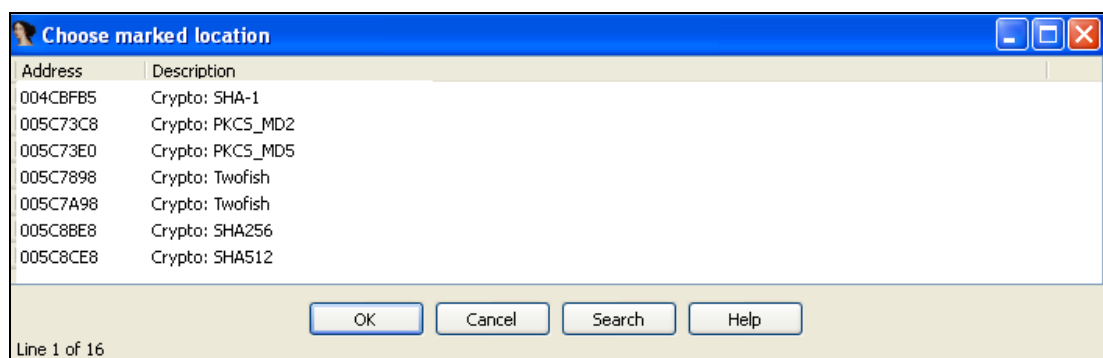 Choose marked location
Address Description
004CBFB5 Crypto: SHA-1
005C73C8 Crypto: PKCS_MD2
005C73E0 Crypto: PKCS_MD5
005C7898 Crypto: Twofish
005C7A98 Crypto: Twofish
005C8BE8 Crypto: SHA256
005C8CE8 Crypto: SHA512
OK Cancel Search Help
Line 1 of 16